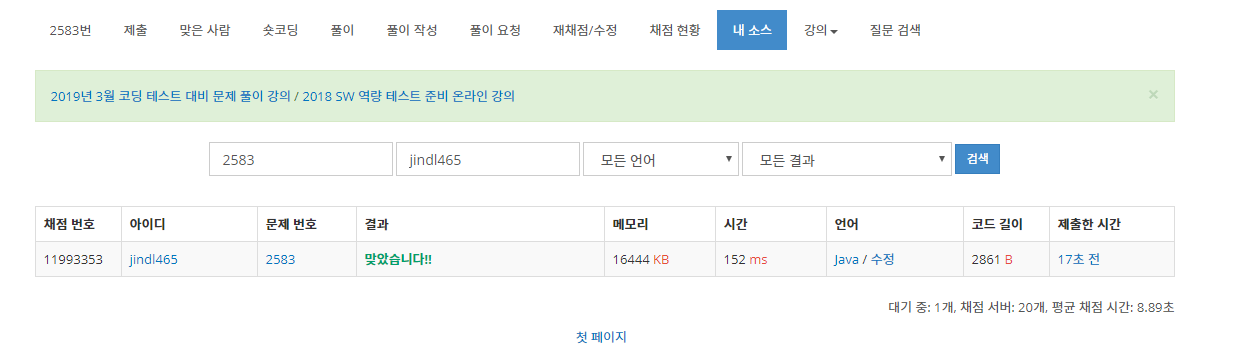 2583번 제출 맞은 사람 숏코딩 풀이 풀이 작성 풀이 요청 재채점/수정 채점 현황 내 소스 강의 질문 검색
2019년 3월 코딩 테스트 대비 문제 풀이 강의 / 2018 SW 역량 테스트 준비 온라인 강의 ×
2583 jindl465 모든 언어 모든 결과 검색
채점 번호 아이디 문제 번호 결과 메모리 시간 언어 코드 길이 제출한 시간
11993353 jindl465 2583 맞았습니다!! 16444 KB 152 ms Java / 수정 2861 B 17초 전
대기 중: 1개, 채점 서버: 20개, 평균 채점 시간: 8.89초
첫 페이지